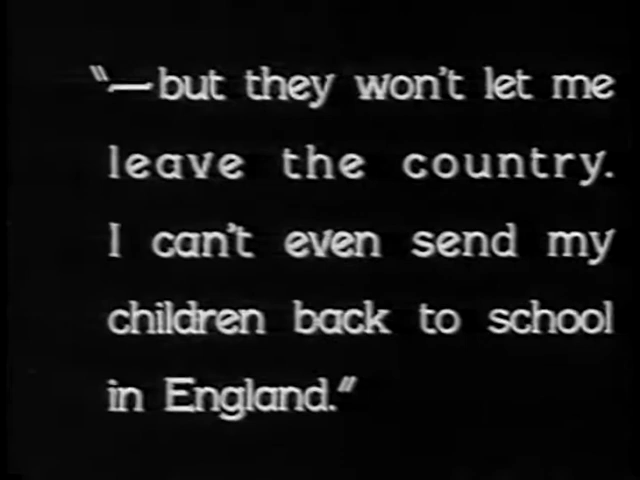 "—but they won't let me
leave the country.
I can't even send my
children back to school
in England."